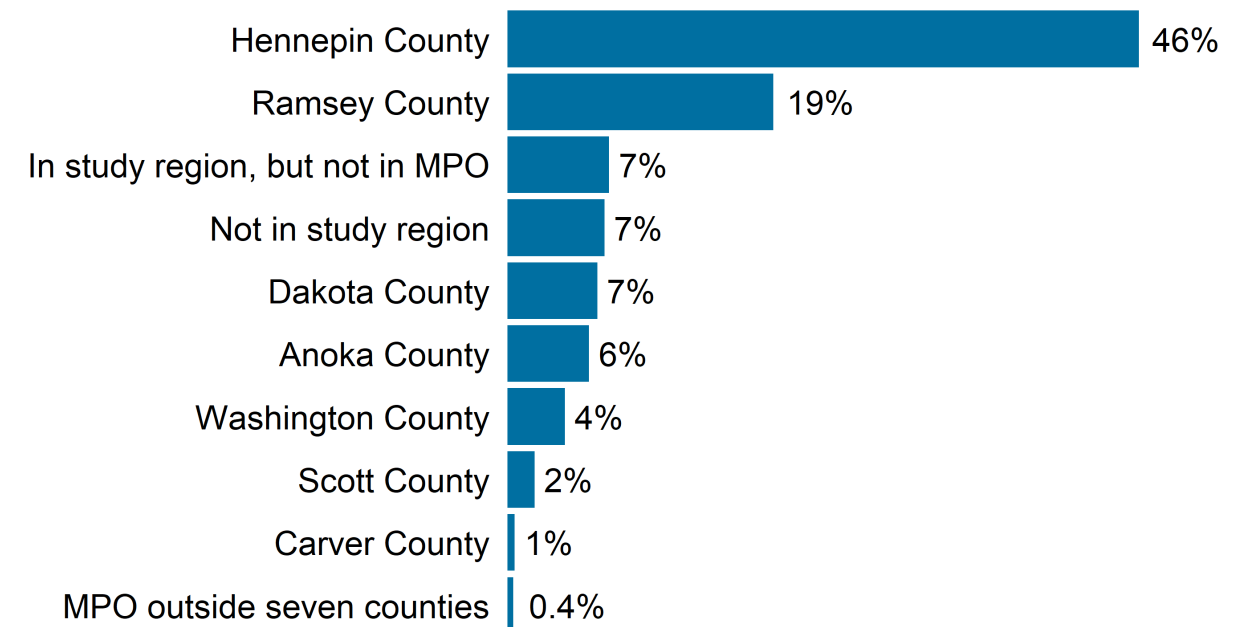 Hennepin County 46%
Ramsey County 19%
In study region, but not in MPO 7%
Not in study region 7%
Dakota County 7%
Anoka County 6%
Washington County 4%
Scott County 2%
Carver County 1%
MPO outside seven counties 0.4%